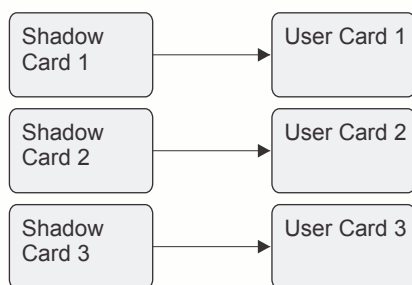 Shadow
Card 1
User Card 1
Shadow
Card 2
User Card 2
Shadow
Card 3
User Card 3